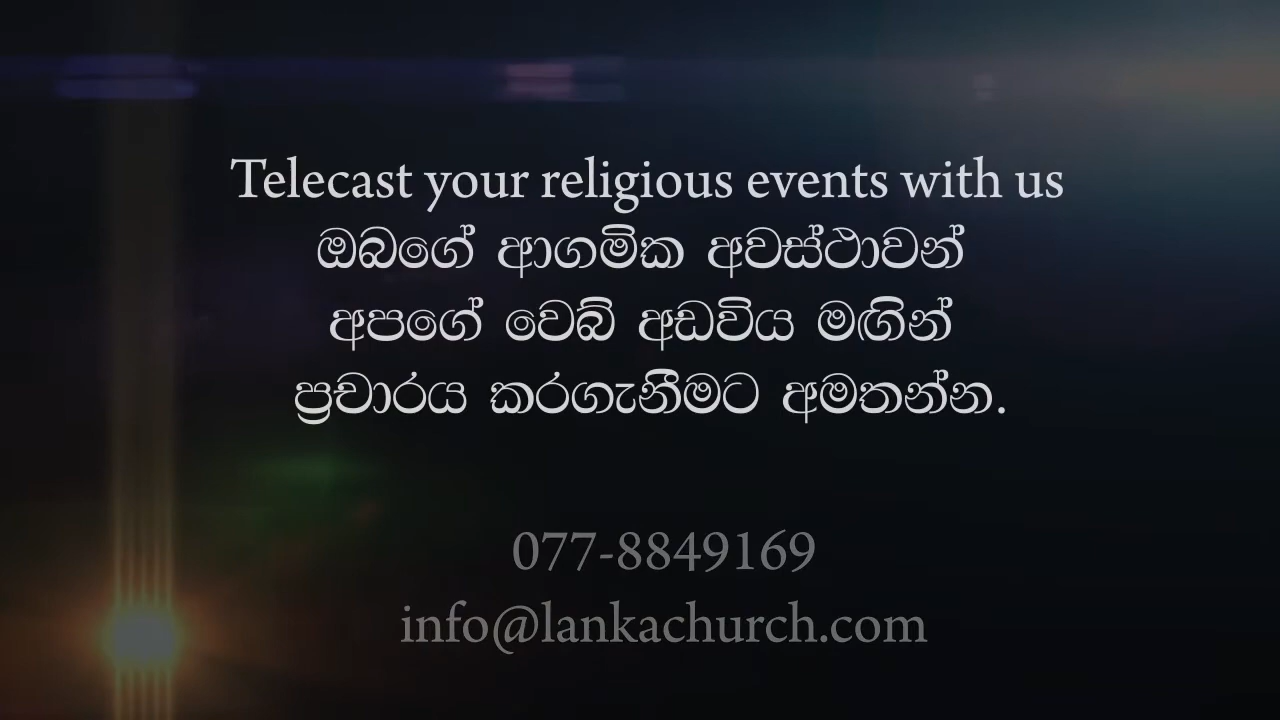 Telecast your religious events with us
ඔබගේ ආගමික අවස්ථාවන්
අපගේ වෙබ් අඩවිය මඟින්
ප්‍රචාරය කරගැනීමට අමතන්න.
077-8849169
info@lankachurch.com